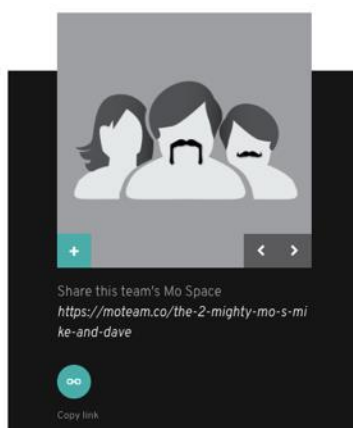 Share this team's Mo Space
https://moteam.co/the-2-mighty-mo-s-mi
ke-and-dave
Copy link